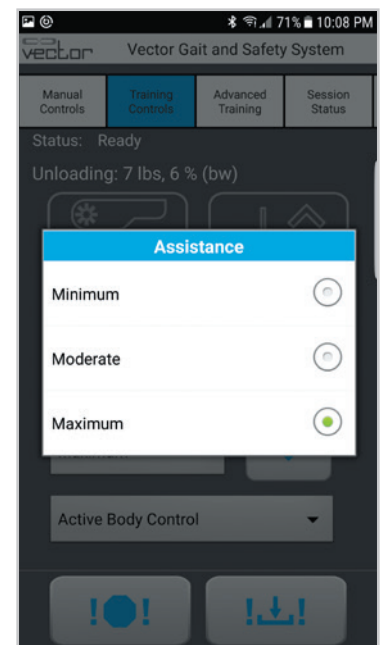 71% 10:08 PM
vector
Vector Gait and Safety System
Manual Controls
Training Controls
Advanced Training
Session Status
Status: Ready
Unloading: 7 lbs, 6 % (bw)
Assistance
Minimum
Moderate
Maximum
Maximum
Active Body Control
! !
! !